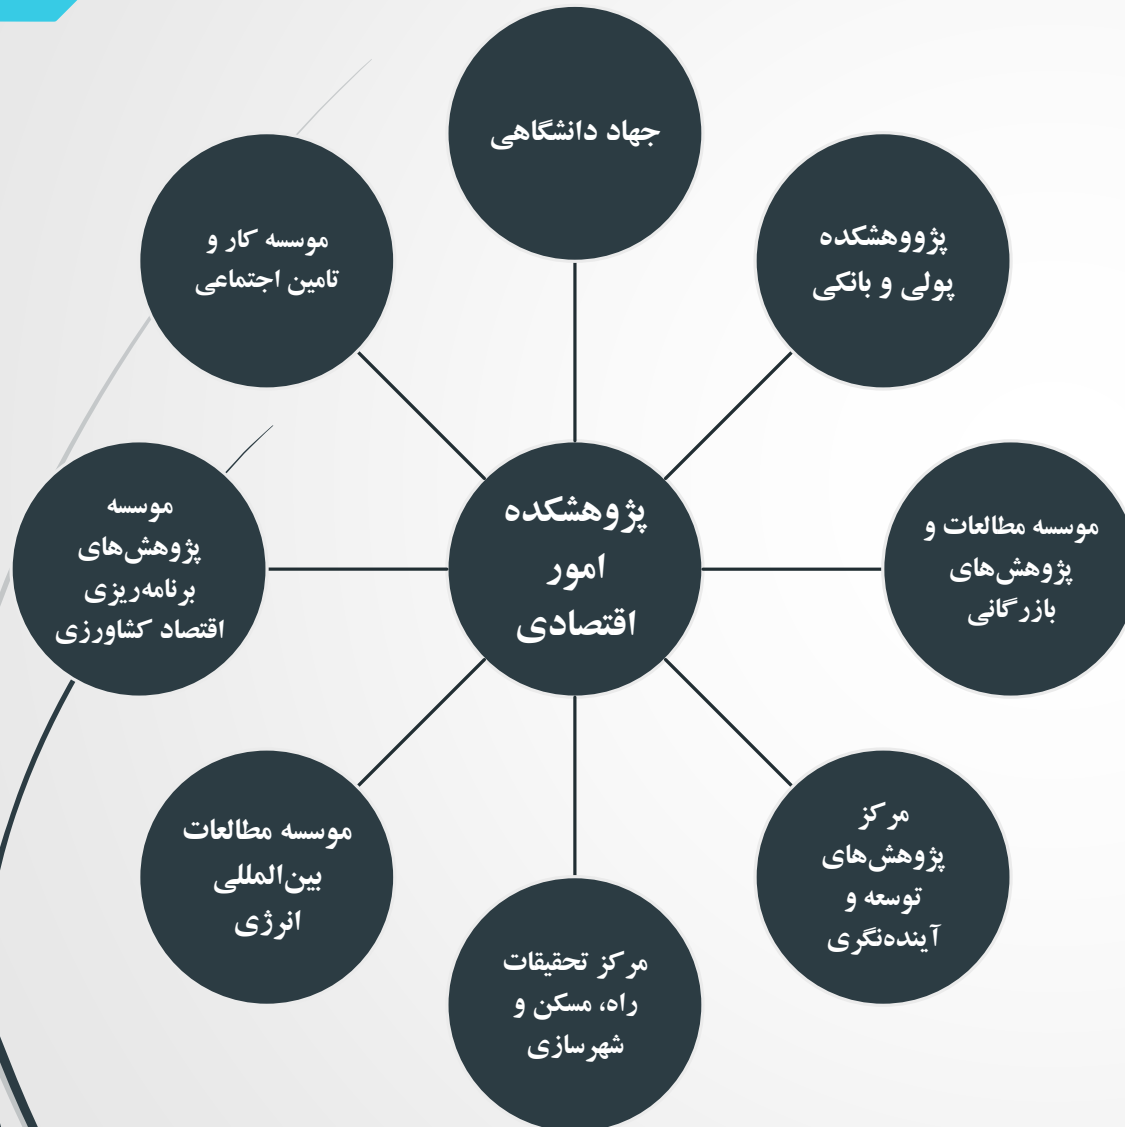 جهاد دانشگاهی
پژووهشکده
پولی و بانکی
موسسه مطالعات و
پژوهش‌های
بازرگانی
مرکز
پژوهش‌های
توسعه و
آینده‌نگری
مرکز تحقیقات
راه، مسکن و
شهرسازی
موسسه مطالعات
بین‌المللی
انرژی
موسسه
پژوهش‌های
برنامه‌ریزی
اقتصاد کشاورزی
موسسه کار و
تامین اجتماعی
پژوهشکده
امور
اقتصادی